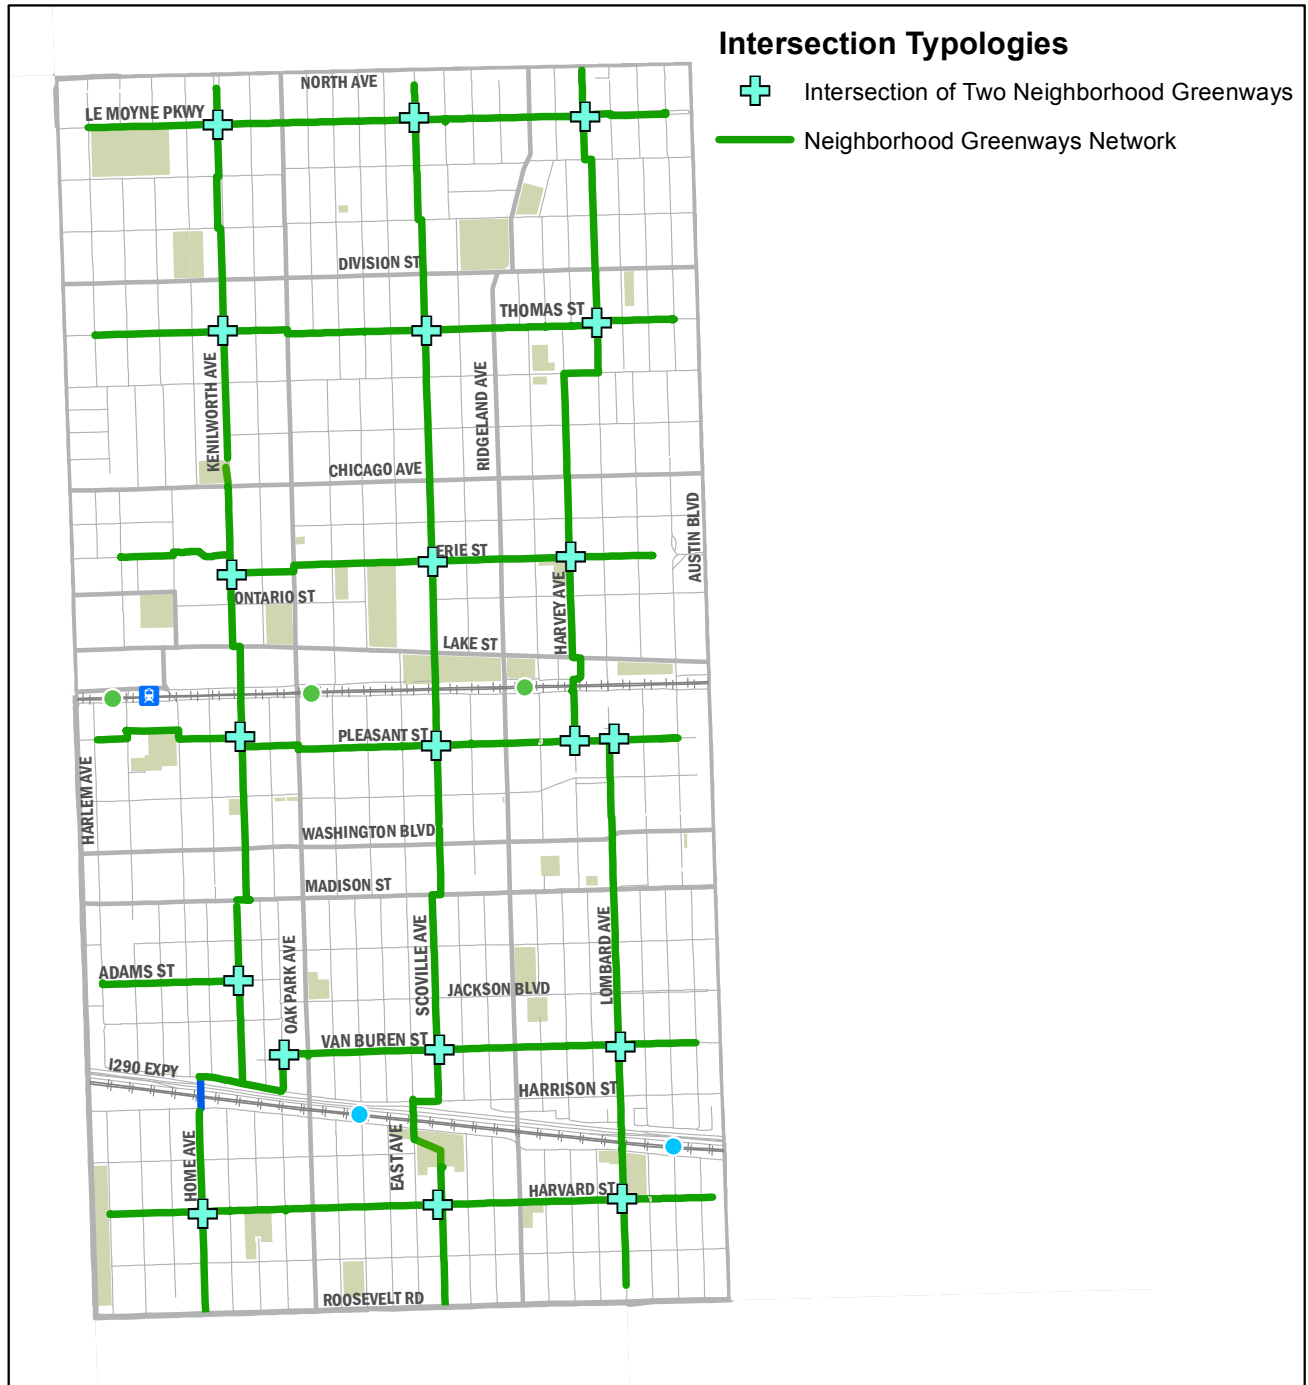 Intersection Typologies
Intersection of Two Neighborhood Greenways
Neighborhood Greenways Network
NORTH AVE
LE MOYNE PKWY
DIVISION ST
THOMAS ST
KENILWORTH AVE
RIDGELAND AVE
CHICAGO AVE
AUSTIN BLVD
ERIE ST
ONTARIO ST
HARVEY AVE
LAKE ST
PLEASANT ST
HARLEM AVE
WASHINGTON BLVD
MADISON ST
ADAMS ST
OAK PARK AVE
SCOVILLE AVE
LOMBARD AVE
JACKSON BLVD
VAN BUREN ST
I290 EXPY
HARRISON ST
HOME AVE
EAST AVE
HARVARD ST
ROOSEVELT RD